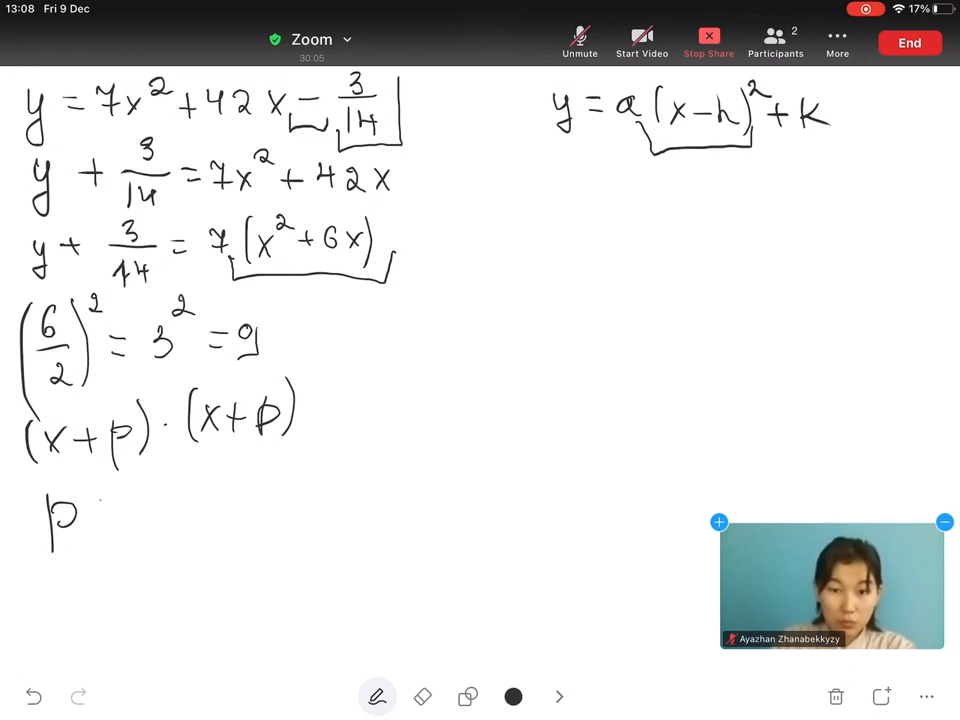 13:08 Fri 9 Dec 17%
Zoom
30:05
Unmute Start Video Stop Share Participants 2 More End
y = 7x² + 42x - 3/14
y = a(x-h)² + k
y + 3/14 = 7x² + 42x
y + 3/14 = 7(x² + 6x)
(6/2)² = 3² = 9
(x+p) · (x+p)
p
Ayazhan Zhanabekkyzy